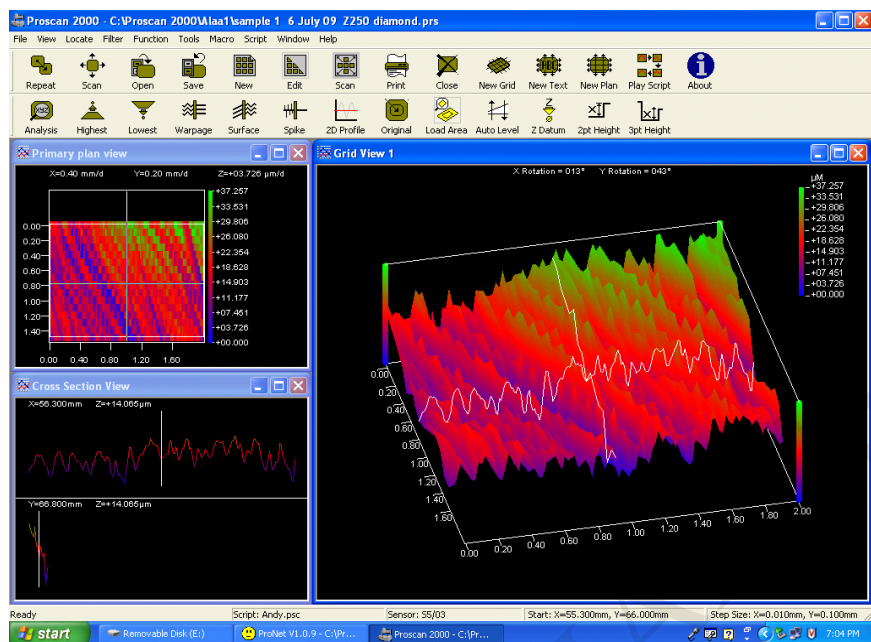 Proscan 2000 - C:\Proscan 2000\Alaa1\sample 1 6 July 09 Z250 diamond.prs
File View Locate Filter Function Tools Macro Script Window Help
Repeat Scan Open Save New Edit Scan Print Close New Grid New Text New Plan Play Script About
Analysis Highest Lowest Warpage Surface Spike 2D Profile Original Load Area Auto Level Z Datum 2pt Height 3pt Height
Primary plan view
X=0.40 mm/d Y=0.20 mm/d Z=+03.726 µm/d
+37.257
+33.531
+29.806
+26.080
+22.354
+18.628
+14.903
+11.177
+07.451
+03.726
+00.000
0.00
0.20
0.40
0.60
0.80
1.00
1.20
1.40
0.00 0.40 0.80 1.20 1.60
Cross Section View
X=56.300mm Z=+14.065µm
Y=66.800mm Z=+14.065µm
Grid View 1
X Rotation = 013° Y Rotation = 043°
µM
+37.257
+33.531
+29.806
+26.080
+22.354
+18.628
+14.903
+11.177
+07.451
+03.726
+00.000
0.00
0.20
0.40
0.60
0.80
1.00
1.20
1.40
1.60
0.00 0.20 0.40 0.60 0.80 1.00 1.20 1.40 1.60 1.80 2.00
Ready Script: Andy.psc Sensor: S5/03 Start: X=55.300mm, Y=66.000mm Step Size: X=0.010mm, Y=0.100mm
start Removable Disk (E:) ProNet V1.0.9 - C:\Pr... Proscan 2000 - C:\Pr... 7:04 PM